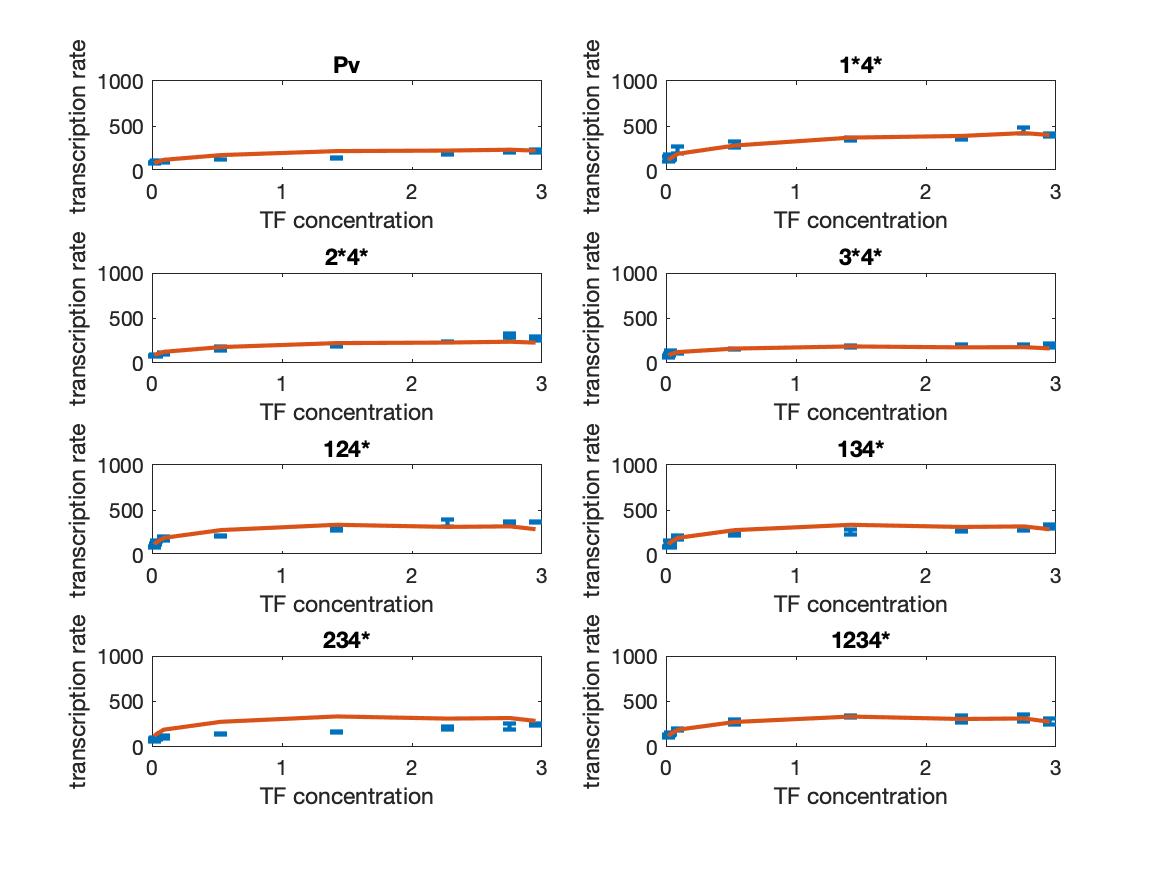 Pv
transcription rate
1000
500
0
0 1 2 3
TF concentration
1*4*
transcription rate
1000
500
0
0 1 2 3
TF concentration
2*4*
transcription rate
1000
500
0
0 1 2 3
TF concentration
3*4*
transcription rate
1000
500
0
0 1 2 3
TF concentration
124*
transcription rate
1000
500
0
0 1 2 3
TF concentration
134*
transcription rate
1000
500
0
0 1 2 3
TF concentration
234*
transcription rate
1000
500
0
0 1 2 3
TF concentration
1234*
transcription rate
1000
500
0
0 1 2 3
TF concentration